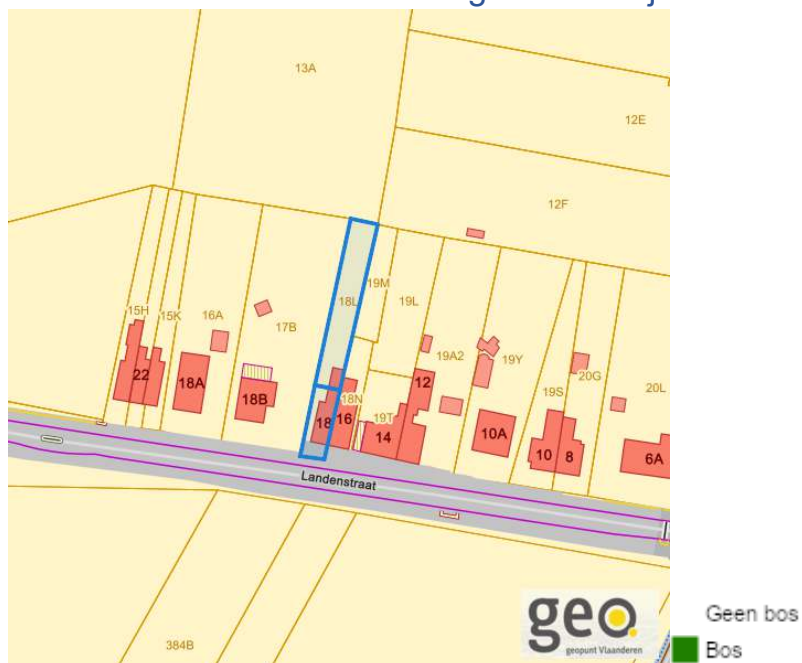 13A
12E
12F
19M
18L
19L
15H
15K
16A
17B
19A2
19Y
20G
19S
20L
22
18A
18B
18N
18
16
19T
12
14
10A
10
8
6A
Landenstraat
384B
geo.
geopunt Vlaanderen
Geen bos
Bos